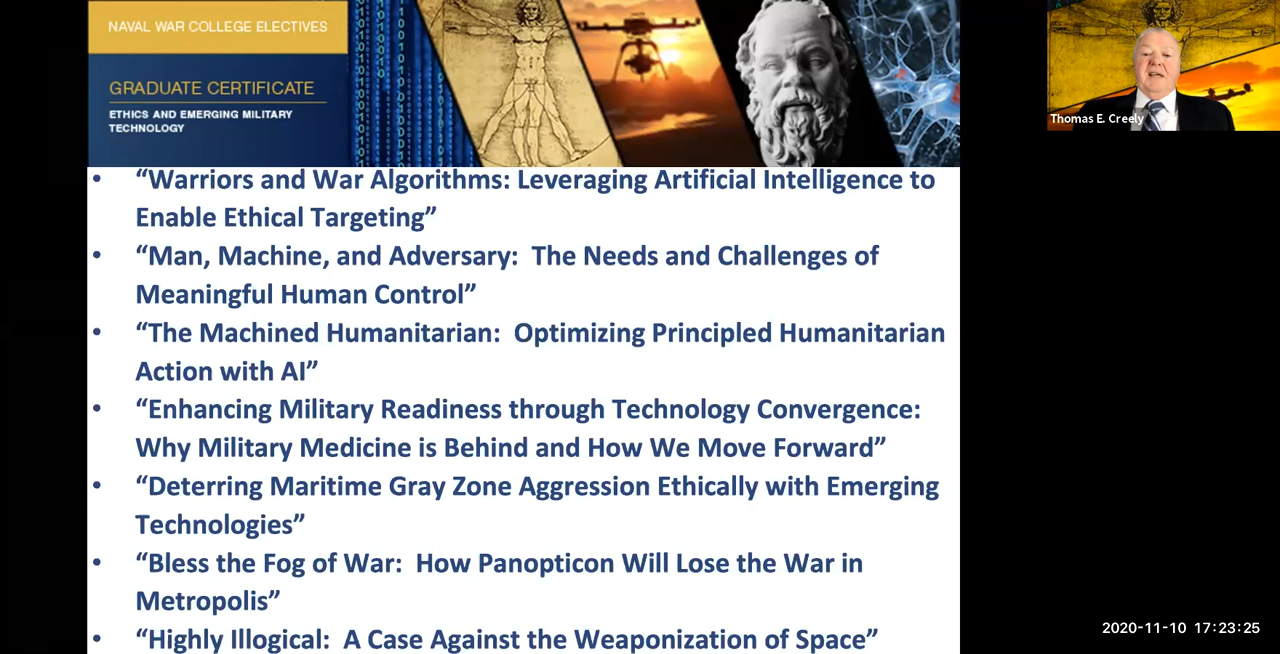 NAVAL WAR COLLEGE ELECTIVES
GRADUATE CERTIFICATE
ETHICS AND EMERGING MILITARY
TECHNOLOGY
Thomas E. Creely
• “Warriors and War Algorithms: Leveraging Artificial Intelligence to
Enable Ethical Targeting”
• “Man, Machine, and Adversary:  The Needs and Challenges of
Meaningful Human Control”
• “The Machined Humanitarian:  Optimizing Principled Humanitarian
Action with AI”
• “Enhancing Military Readiness through Technology Convergence:
Why Military Medicine is Behind and How We Move Forward”
• “Deterring Maritime Gray Zone Aggression Ethically with Emerging
Technologies”
• “Bless the Fog of War:  How Panopticon Will Lose the War in
Metropolis”
• “Highly Illogical:  A Case Against the Weaponization of Space”
2020-11-10 17:23:25